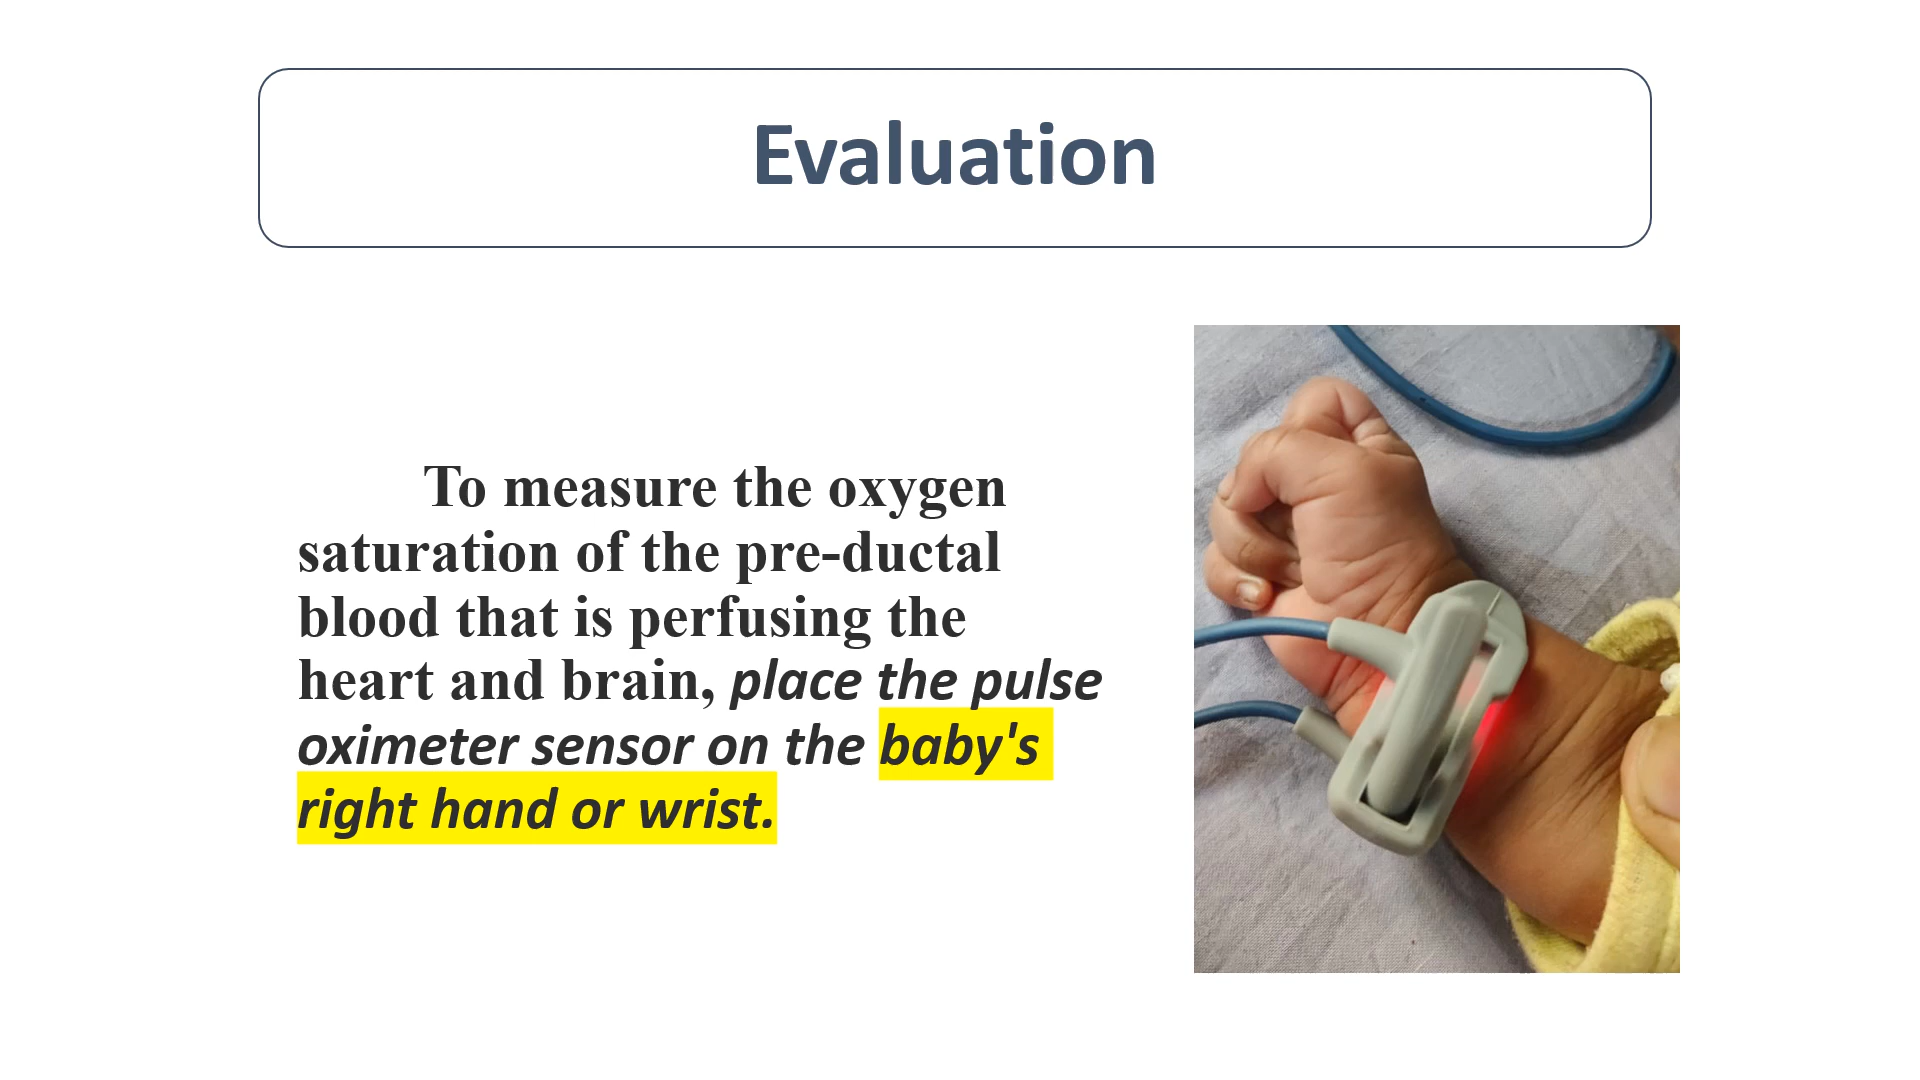 Evaluation
To measure the oxygen
saturation of the pre-ductal
blood that is perfusing the
heart and brain, place the pulse
oximeter sensor on the baby's
right hand or wrist.